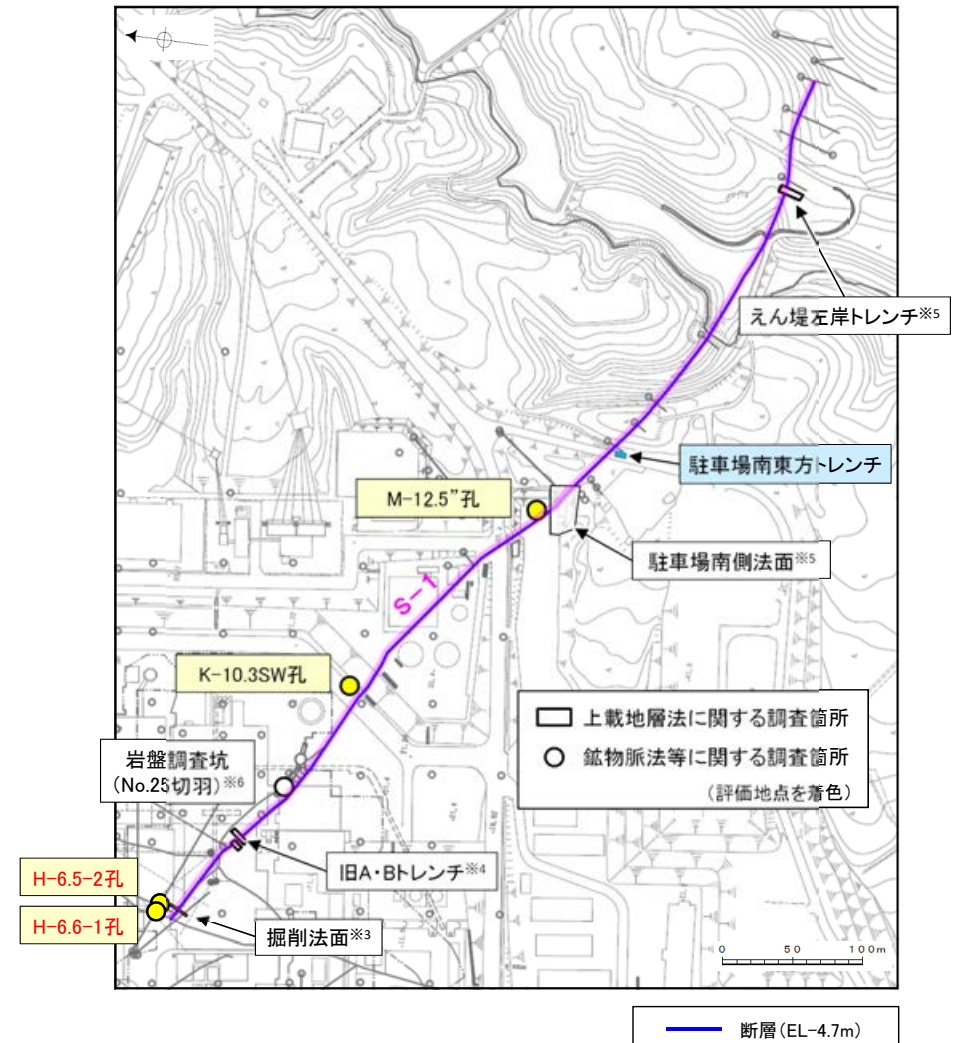 えん堤左岸トレンチ※5
駐車場南東方トレンチ
M-12.5”孔
駐車場南側法面※5
S-1
K-10.3SW孔
上載地層法に関する調査箇所
鉱物脈法等に関する調査箇所
(評価地点を着色)
岩盤調査坑
(No.25切羽)※6
旧A・Bトレンチ※4
H-6.5-2孔
H-6.6-1孔
掘削法面※3
0 50 100m
断層(EL-4.7m)